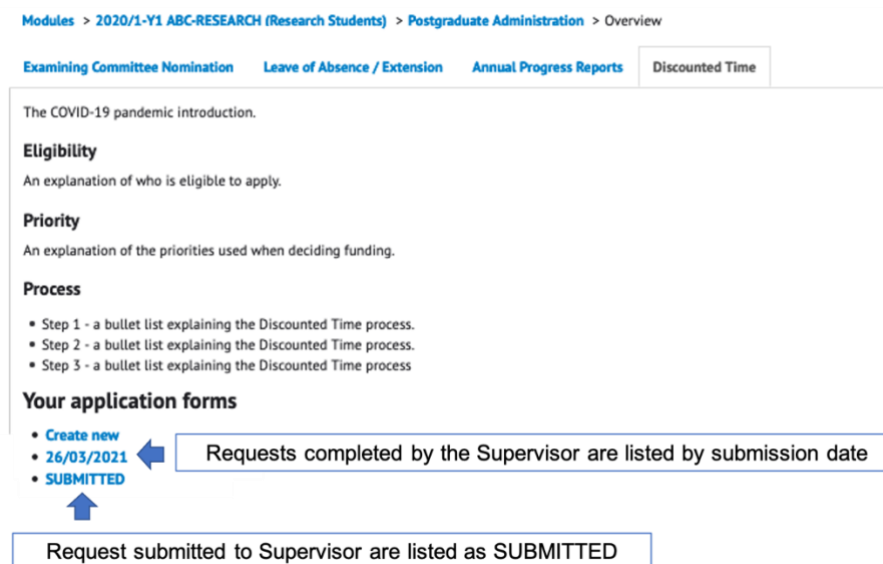 Modules > 2020/1-Y1 ABC-RESEARCH (Research Students) > Postgraduate Administration > Overview
Examining Committee Nomination Leave of Absence / Extension Annual Progress Reports Discounted Time
The COVID-19 pandemic introduction.
Eligibility
An explanation of who is eligible to apply.
Priority
An explanation of the priorities used when deciding funding.
Process
• Step 1 - a bullet list explaining the Discounted Time process.
• Step 2 - a bullet list explaining the Discounted Time process.
• Step 3 - a bullet list explaining the Discounted Time process
Your application forms
• Create new
• 26/03/2021 Requests completed by the Supervisor are listed by submission date
• SUBMITTED
Request submitted to Supervisor are listed as SUBMITTED